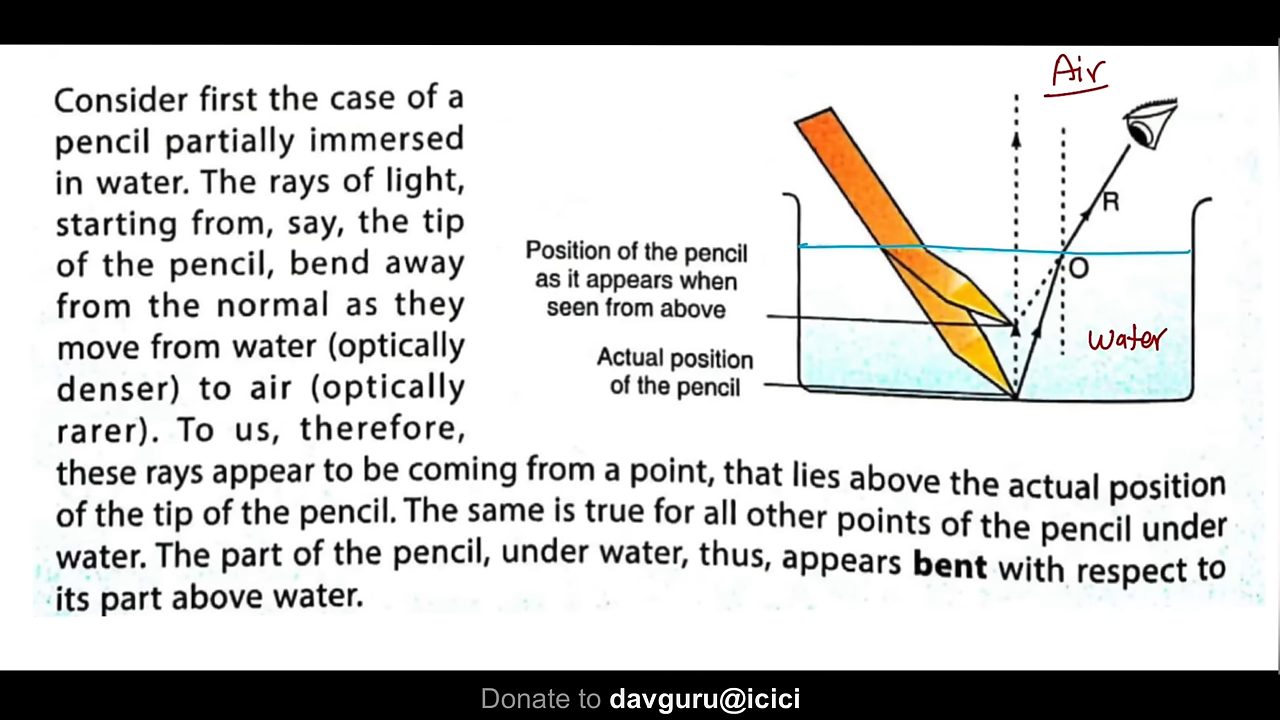 Consider first the case of a
pencil partially immersed
in water. The rays of light,
starting from, say, the tip
of the pencil, bend away
from the normal as they
move from water (optically
denser) to air (optically
rarer). To us, therefore,
these rays appear to be coming from a point, that lies above the actual position
of the tip of the pencil. The same is true for all other points of the pencil under
water. The part of the pencil, under water, thus, appears bent with respect to
its part above water.
Air
R
O
water
Position of the pencil
as it appears when
seen from above
Actual position
of the pencil
Donate to davguru@icici